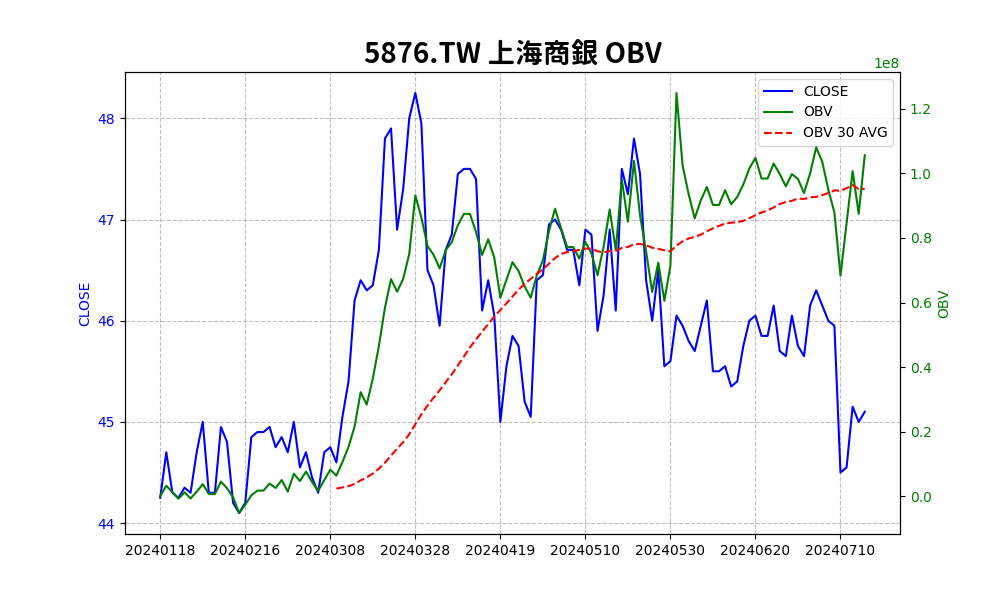 5876.TW 上海商銀 OBV
1e8
CLOSE
OBV
OBV 30 AVG
48
47
46
45
44
CLOSE
1.2
1.0
0.8
0.6
0.4
0.2
0.0
OBV
20240118 20240216 20240308 20240328 20240419 20240510 20240530 20240620 20240710